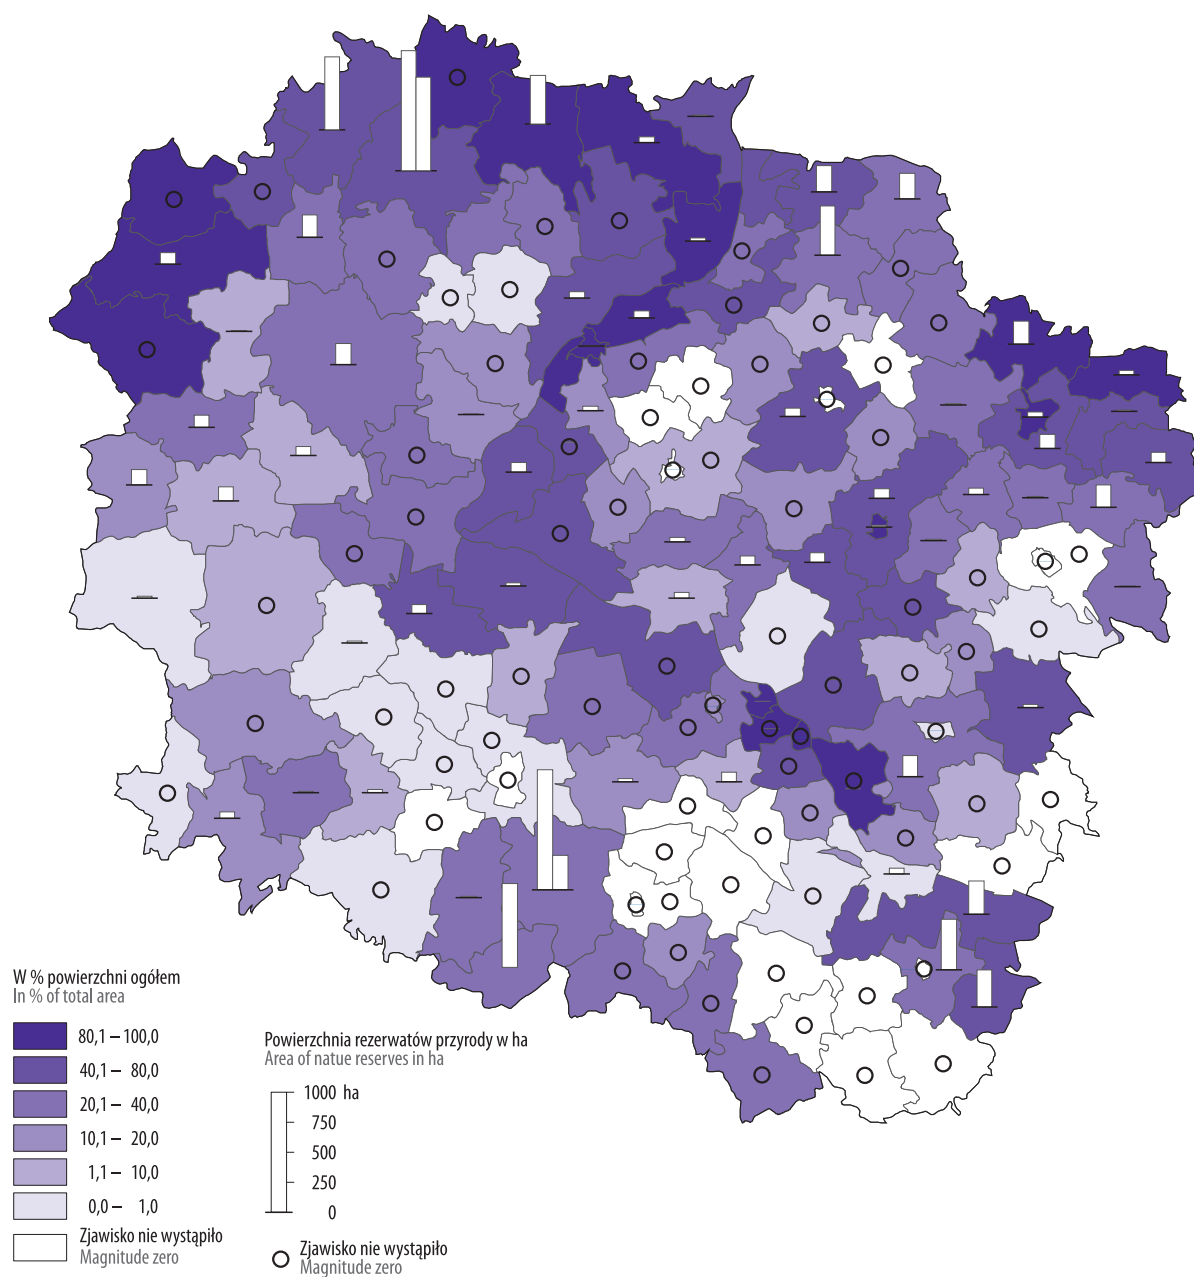 W % powierzchni ogółem
In % of total area
80,1 – 100,0
40,1 – 80,0
20,1 – 40,0
10,1 – 20,0
1,1 – 10,0
0,0 – 1,0
Zjawisko nie wystąpiło
Magnitude zero
Powierzchnia rezerwatów przyrody w ha
Area of natue reserves in ha
1000 ha
750
500
250
0
Zjawisko nie wystąpiło
Magnitude zero